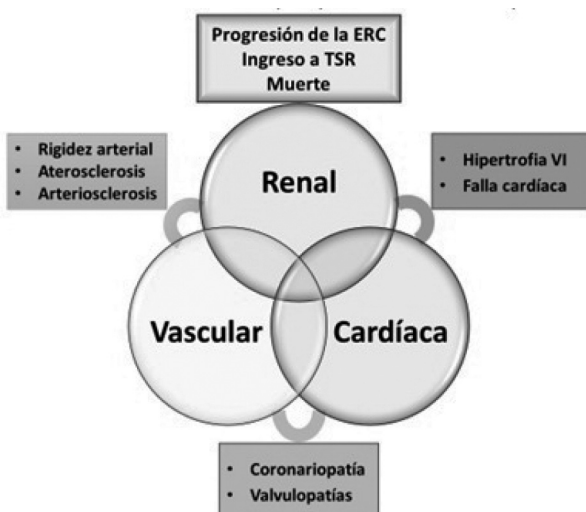 Progresión de la ERC
Ingreso a TSR
Muerte
• Rigidez arterial
• Aterosclerosis
• Arteriosclerosis
Renal
• Hipertrofia VI
• Falla cardíaca
Vascular
Cardíaca
• Coronariopatía
• Valvulopatías